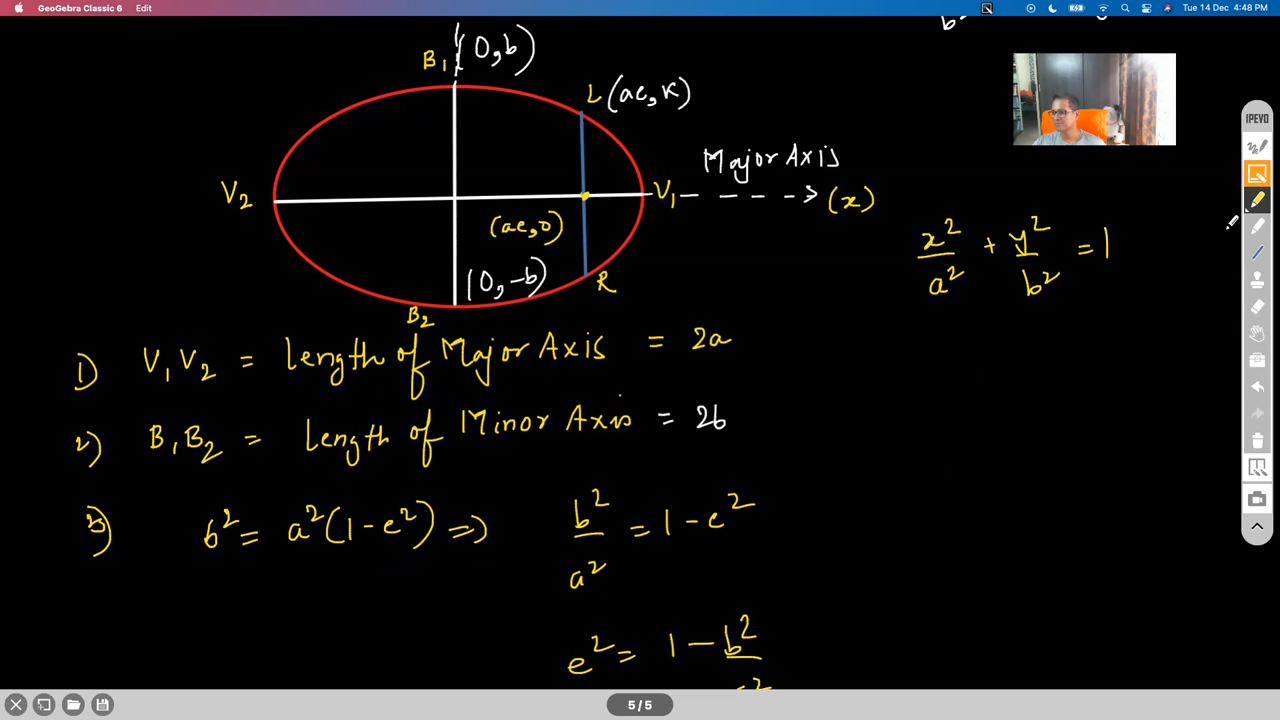 GeoGebra Classic 6 Edit Tue 14 Dec 4:48 PM
B₁ (0,b)
L (ae, K)
Major Axis
V₂ V₁ (x)
(ae,0)
(0,-b) R
B₂
x²/a² + y²/b² = 1
1) V₁V₂ = length of Major Axis = 2a
2) B₁B₂ = length of Minor Axis = 2b
3) b² = a²(1-e²) => b²/a² = 1-e²
e² = 1 - b²
5/5
IPEVO